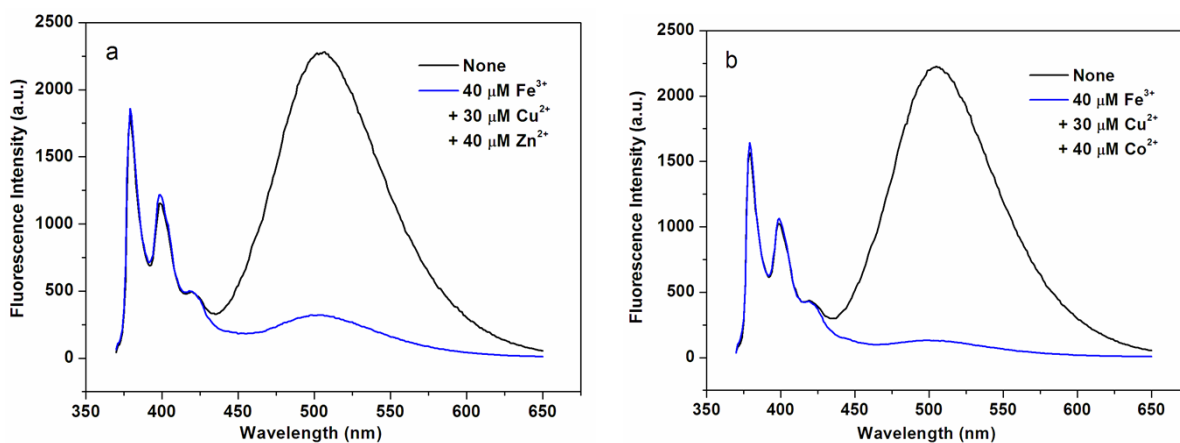 a
None
40 μM Fe³⁺
+ 30 μM Cu²⁺
+ 40 μM Zn²⁺
Fluorescence Intensity (a.u.)
2500
2000
1500
1000
500
0
350 400 450 500 550 600 650
Wavelength (nm)
b
None
40 μM Fe³⁺
+ 30 μM Cu²⁺
+ 40 μM Co²⁺
Fluorescence Intensity (a.u.)
2500
2000
1500
1000
500
0
350 400 450 500 550 600 650
Wavelength (nm)